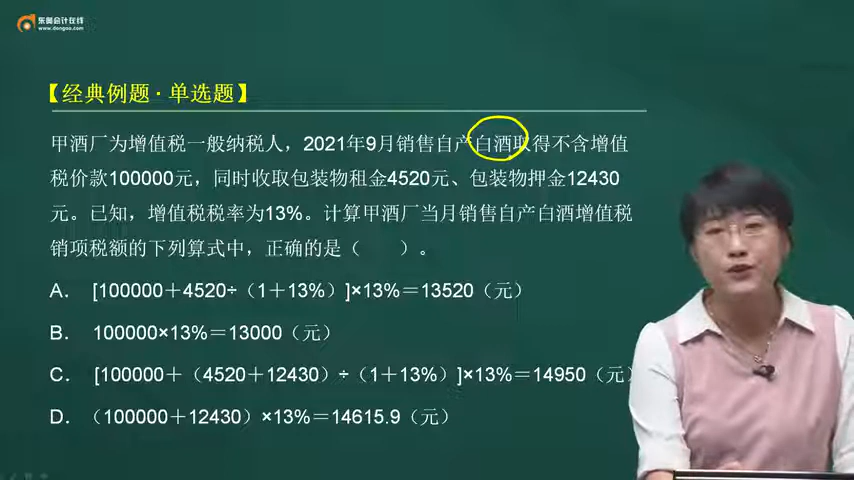 东奥会计在线
www.dongao.com
【经典例题·单选题】
甲酒厂为增值税一般纳税人，2021年9月销售自产白酒取得不含增值
税价款100000元，同时收取包装物租金4520元、包装物押金12430
元。已知，增值税税率为13%。计算甲酒厂当月销售自产白酒增值税
销项税额的下列算式中，正确的是（　　）。
A． [100000＋4520÷（1＋13%）]×13%＝13520（元）
B． 100000×13%＝13000（元）
C． [100000＋（4520＋12430）÷（1＋13%）]×13%＝14950（元）
D．（100000＋12430）×13%＝14615.9（元）